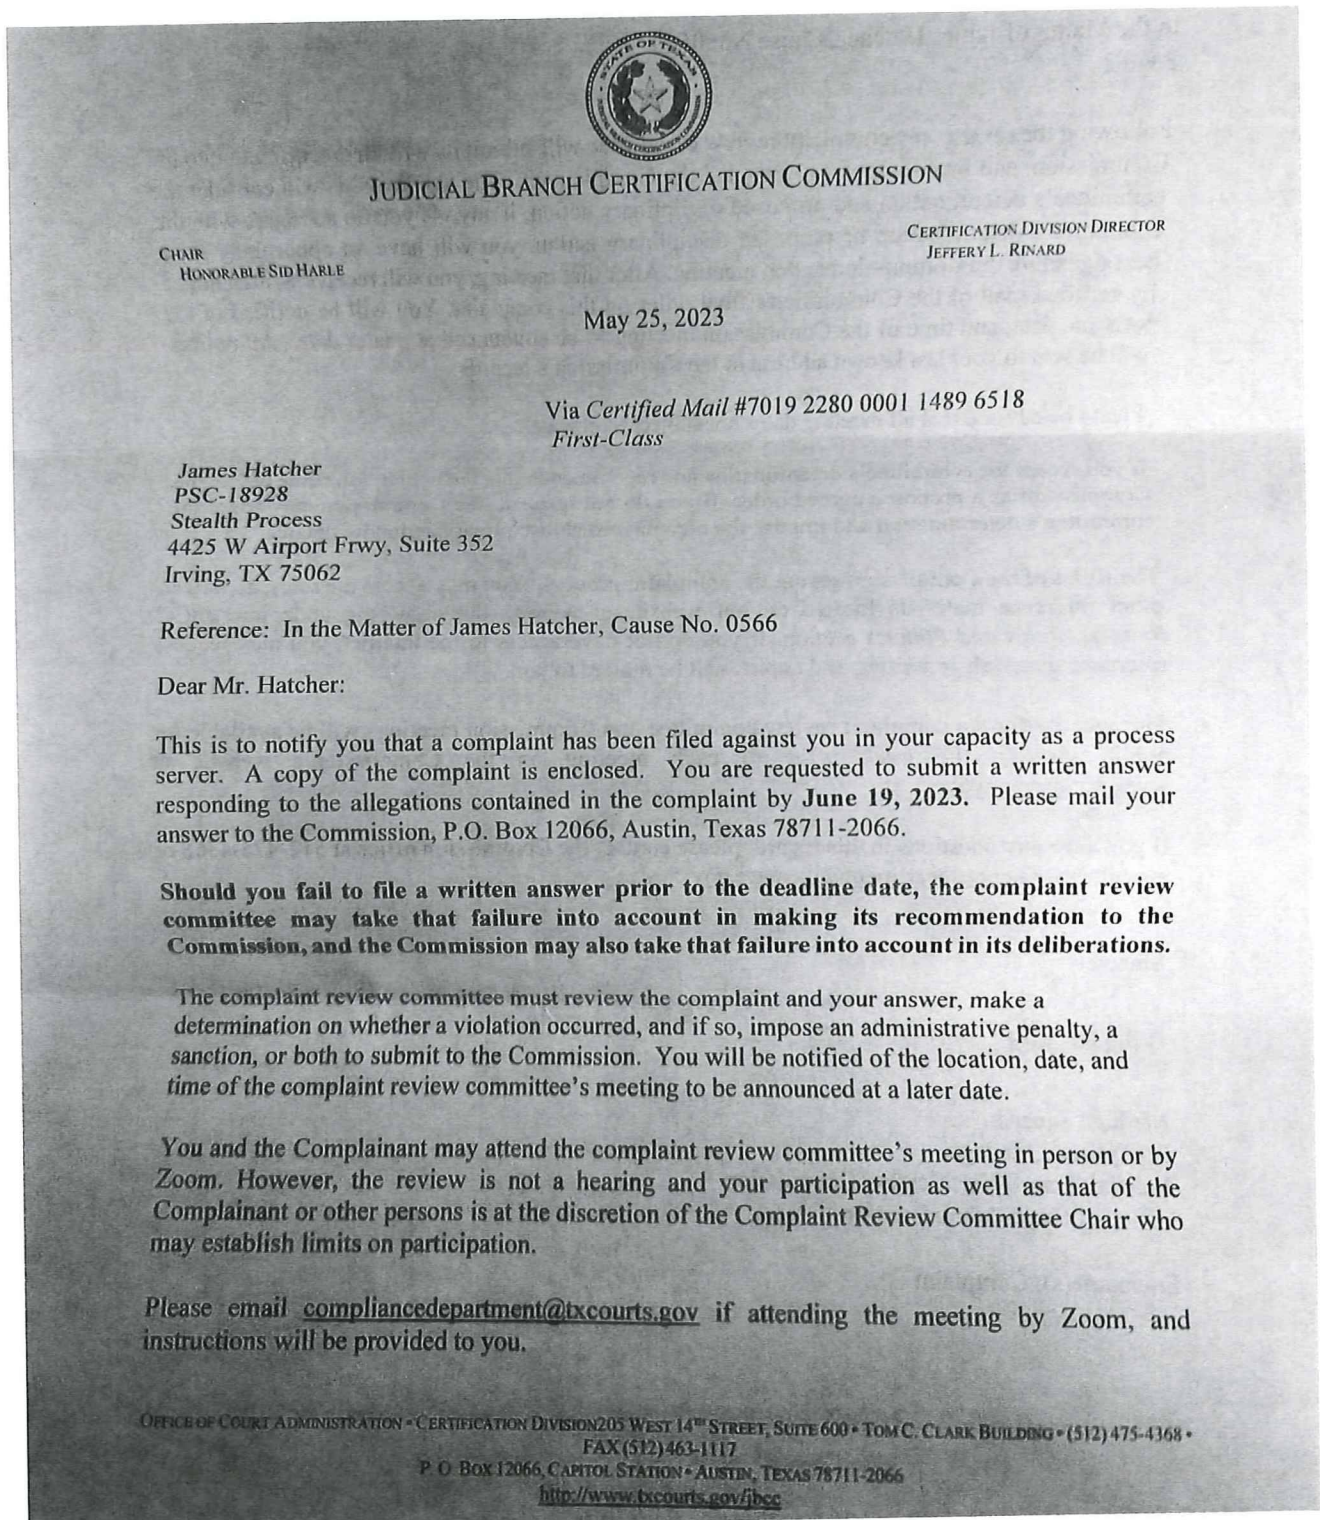 STATE OF TEXAS
JUDICIAL BRANCH CERTIFICATION COMMISSION
JUDICIAL BRANCH CERTIFICATION COMMISSION
CHAIR
HONORABLE SID HARLE
CERTIFICATION DIVISION DIRECTOR
JEFFERY L. RINARD
May 25, 2023
Via Certified Mail #7019 2280 0001 1489 6518
First-Class
James Hatcher
PSC-18928
Stealth Process
4425 W Airport Frwy, Suite 352
Irving, TX 75062
Reference: In the Matter of James Hatcher, Cause No. 0566
Dear Mr. Hatcher:
This is to notify you that a complaint has been filed against you in your capacity as a process
server. A copy of the complaint is enclosed. You are requested to submit a written answer
responding to the allegations contained in the complaint by June 19, 2023. Please mail your
answer to the Commission, P.O. Box 12066, Austin, Texas 78711-2066.
Should you fail to file a written answer prior to the deadline date, the complaint review
committee may take that failure into account in making its recommendation to the
Commission, and the Commission may also take that failure into account in its deliberations.
The complaint review committee must review the complaint and your answer, make a
determination on whether a violation occurred, and if so, impose an administrative penalty, a
sanction, or both to submit to the Commission. You will be notified of the location, date, and
time of the complaint review committee's meeting to be announced at a later date.
You and the Complainant may attend the complaint review committee's meeting in person or by
Zoom. However, the review is not a hearing and your participation as well as that of the
Complainant or other persons is at the discretion of the Complaint Review Committee Chair who
may establish limits on participation.
Please email compliancedepartment@txcourts.gov if attending the meeting by Zoom, and
instructions will be provided to you.
OFFICE OF COURT ADMINISTRATION • CERTIFICATION DIVISION205 WEST 14TH STREET, SUITE 600 • TOM C. CLARK BUILDING • (512) 475-4368 •
FAX (512) 463-1117
P. O. BOX 12066, CAPITOL STATION • AUSTIN, TEXAS 78711-2066
http://www.txcourts.gov/jbcc